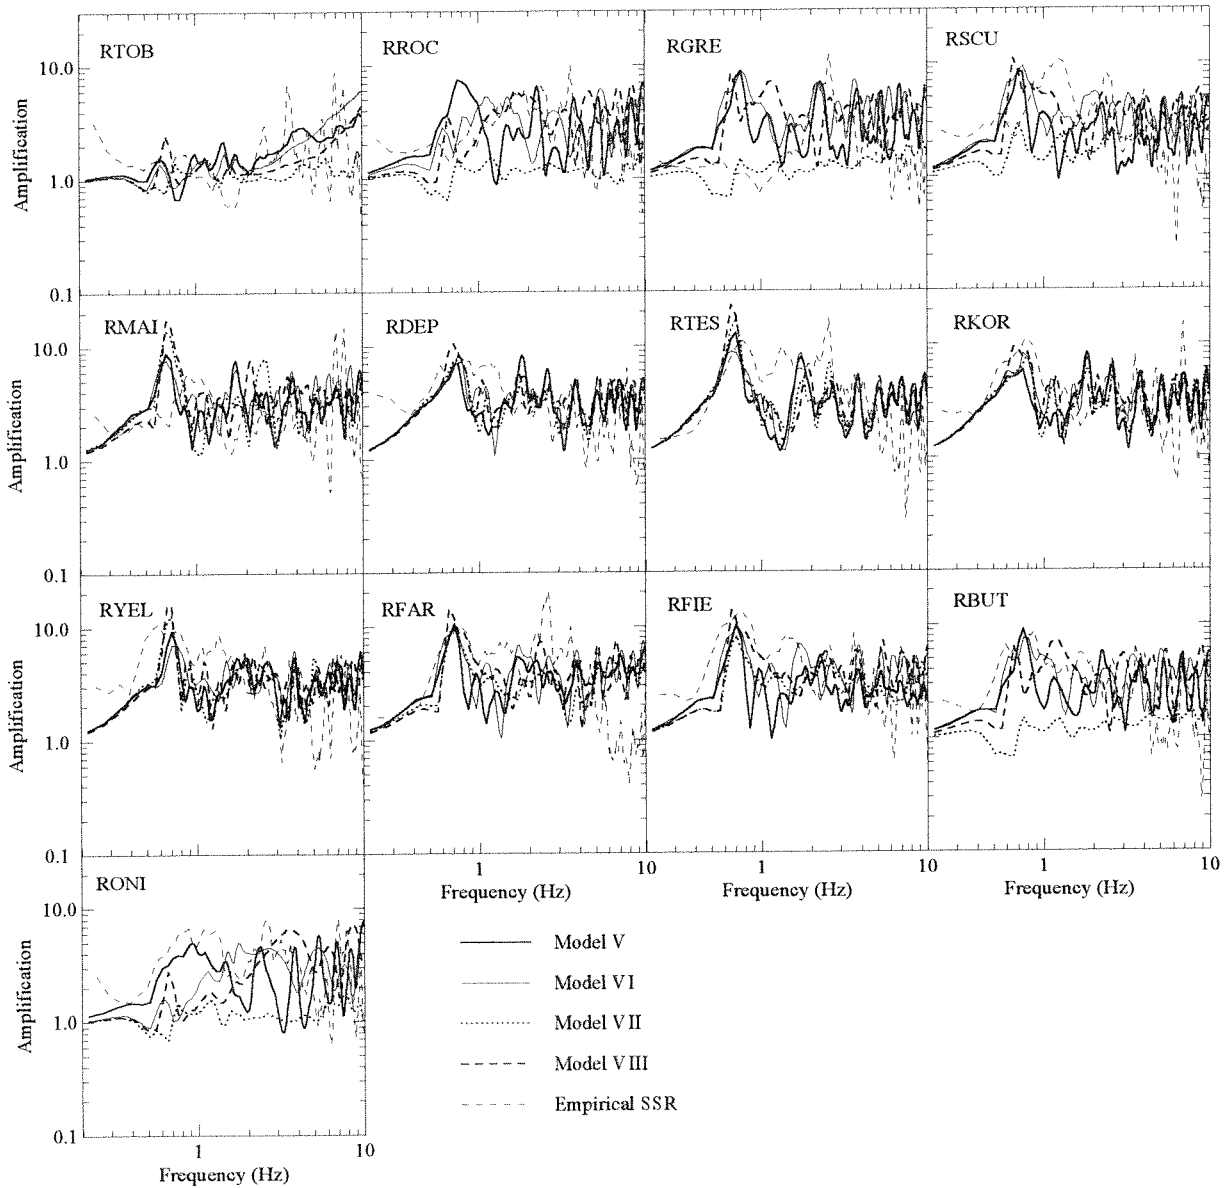 RTOB
RROC
RGRE
RSCU
10.0
1.0
0.1
Amplification
RMAI
RDEP
RTES
RKOR
10.0
1.0
0.1
Amplification
RYEL
RFAR
RFIE
RBUT
10.0
1.0
0.1
Amplification
1
10
1
10
1
10
Frequency (Hz)
Frequency (Hz)
Frequency (Hz)
RONI
10.0
1.0
0.1
Amplification
1
10
Frequency (Hz)
Model V
Model VI
Model VII
Model VIII
Empirical SSR